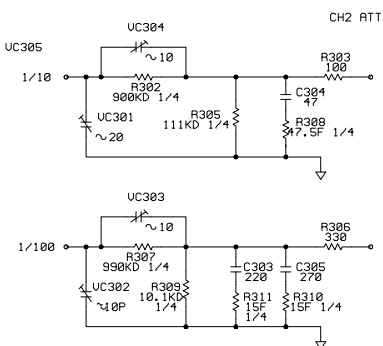 CH2 ATT
VC304
VC305
~10
R303
100
1/10
R302
900KD 1/4
C304
47
VC301
~20
R305
111KD 1/4
R308
47.5F 1/4
VC303
~10
R306
330
1/100
R307
990KD 1/4
C303
220
C305
270
VC302
~10P
R309
10.1KD
1/4
R311
15F
1/4
R310
15F 1/4